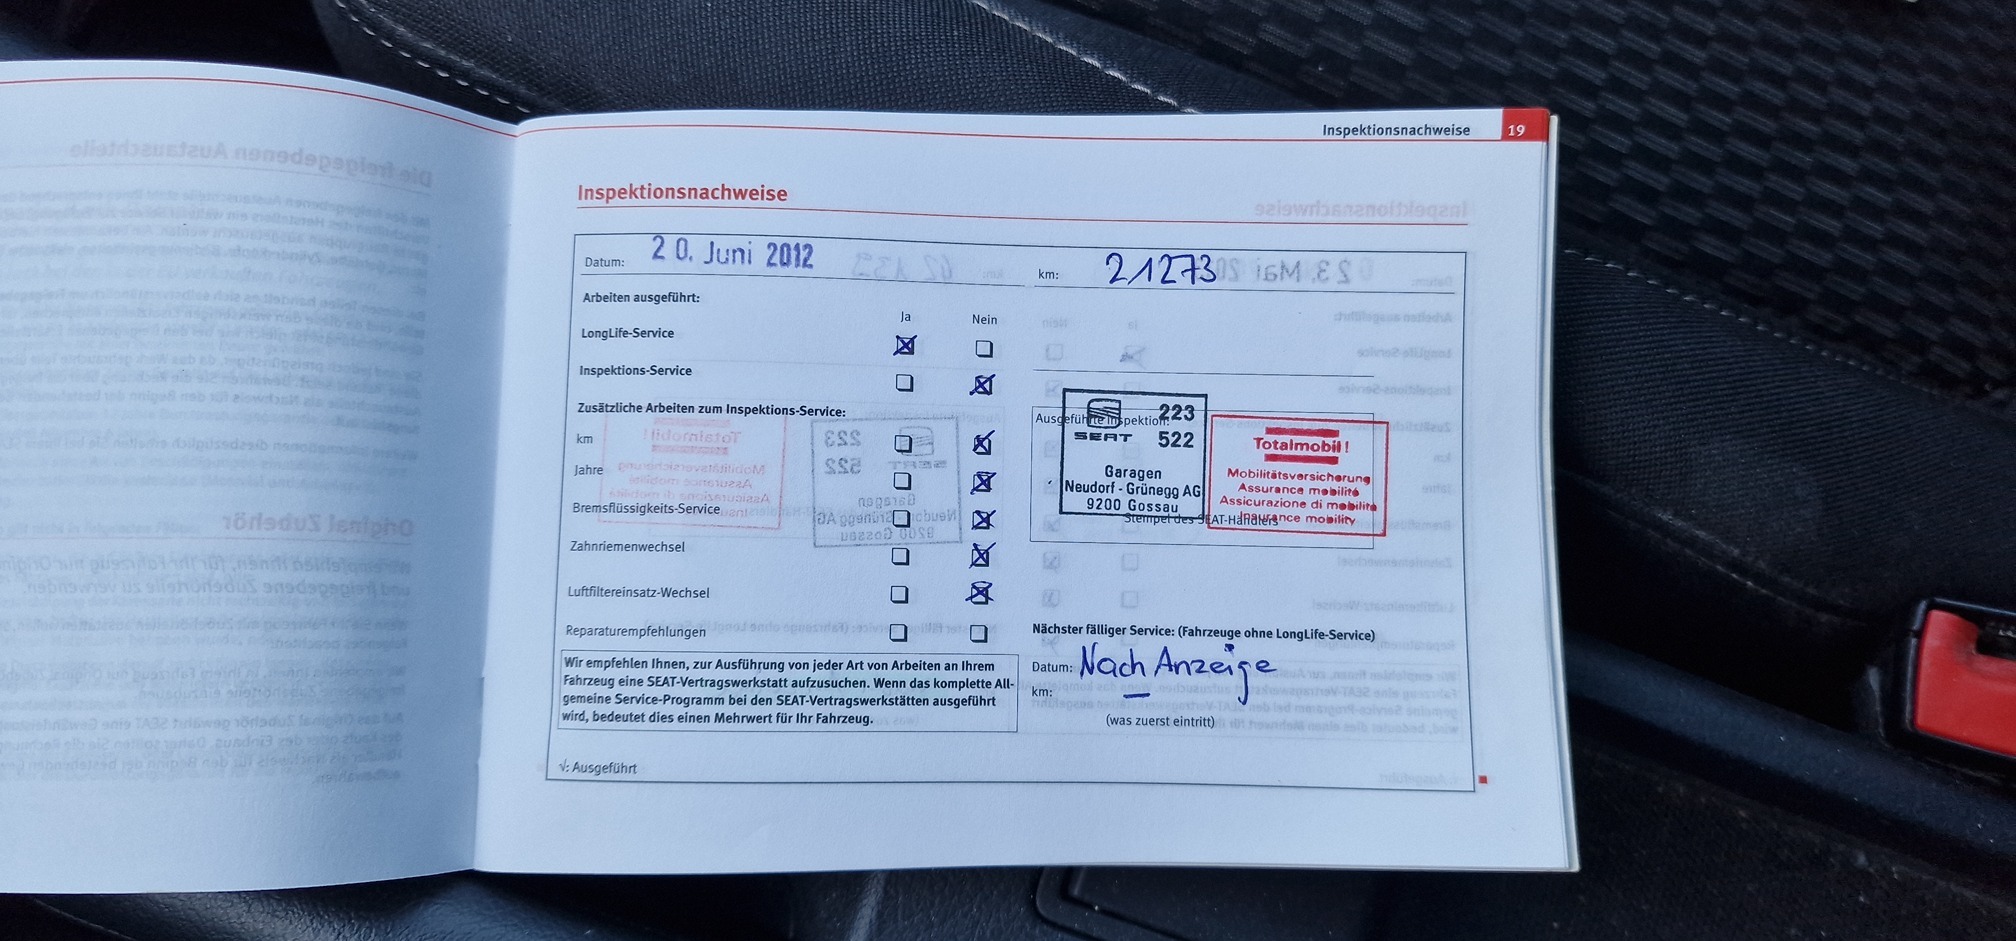 Inspektionsnachweise 19
Inspektionsnachweise
Datum: 20. Juni 2012 km: 21273
Arbeiten ausgeführt:
Ja Nein
LongLife-Service
Inspektions-Service
Zusätzliche Arbeiten zum Inspektions-Service:
km
Jahre
Bremsflüssigkeits-Service
Zahnriemenwechsel
Luftfiltereinsatz-Wechsel
Reparaturempfehlungen
Wir empfehlen Ihnen, zur Ausführung von jeder Art von Arbeiten an Ihrem
Fahrzeug eine SEAT-Vertragswerkstatt aufzusuchen. Wenn das komplette All-
gemeine Service-Programm bei den SEAT-Vertragswerkstätten ausgeführt
wird, bedeutet dies einen Mehrwert für Ihr Fahrzeug.
√: Ausgeführt
Ausgeführte Inspektion:
223
SEAT 522
Garagen
Neudorf - Grünegg AG
9200 Gossau
Totalmobil!
Mobilitätsversicherung
Assurance mobilité
Assicurazione di mobilità
Insurance mobility
Stempel des SEAT-Händlers
Nächster fälliger Service: (Fahrzeuge ohne LongLife-Service)
Datum: Nach Anzeige
km:
(was zuerst eintritt)